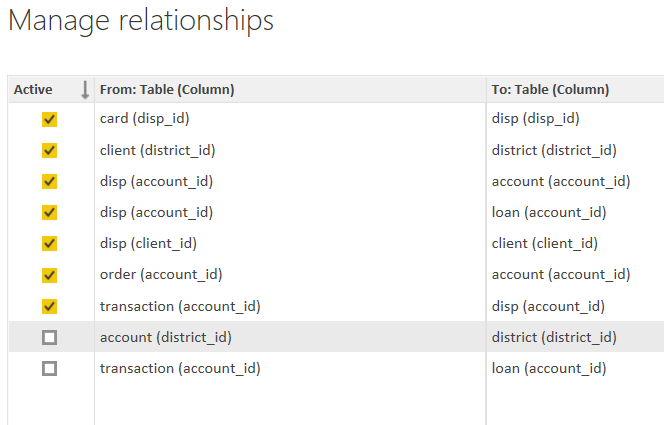 Manage relationships
Active From: Table (Column) To: Table (Column)
card (disp_id) disp (disp_id)
client (district_id) district (district_id)
disp (account_id) account (account_id)
disp (account_id) loan (account_id)
disp (client_id) client (client_id)
order (account_id) account (account_id)
transaction (account_id) disp (account_id)
account (district_id) district (district_id)
transaction (account_id) loan (account_id)